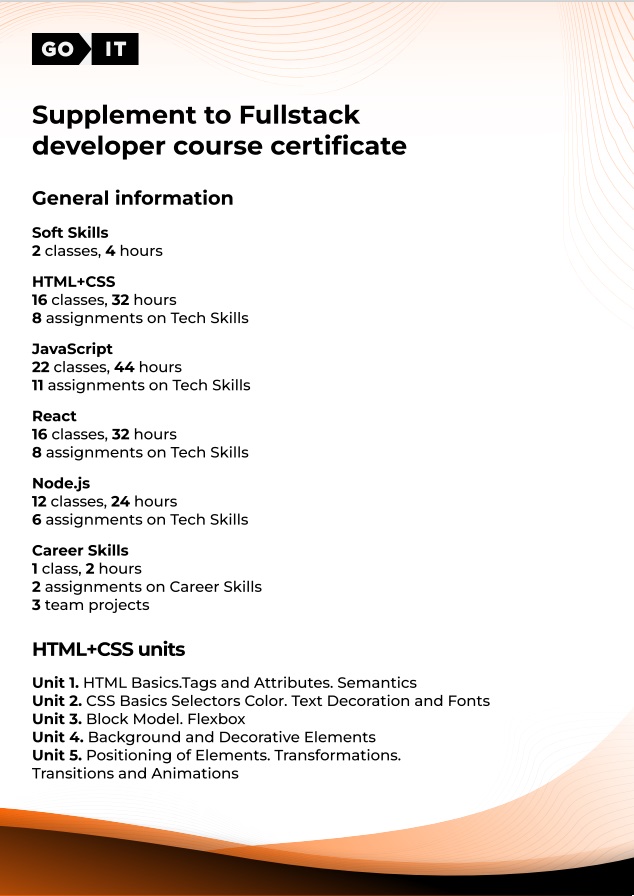 GO IT
Supplement to Fullstack
developer course certificate
General information
Soft Skills
2 classes, 4 hours
HTML+CSS
16 classes, 32 hours
8 assignments on Tech Skills
JavaScript
22 classes, 44 hours
11 assignments on Tech Skills
React
16 classes, 32 hours
8 assignments on Tech Skills
Node.js
12 classes, 24 hours
6 assignments on Tech Skills
Career Skills
1 class, 2 hours
2 assignments on Career Skills
3 team projects
HTML+CSS units
Unit 1. HTML Basics.Tags and Attributes. Semantics
Unit 2. CSS Basics Selectors Color. Text Decoration and Fonts
Unit 3. Block Model. Flexbox
Unit 4. Background and Decorative Elements
Unit 5. Positioning of Elements. Transformations.
Transitions and Animations